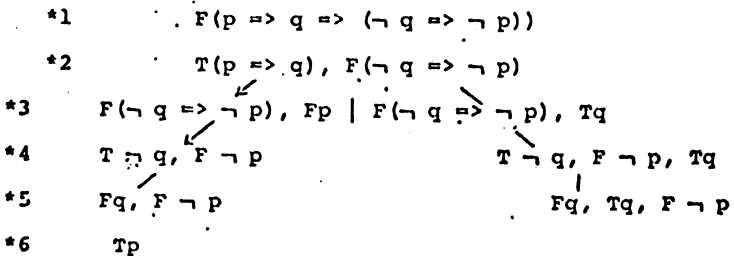 *1 F(p => q => (¬ q => ¬ p))
*2 T(p => q), F(¬ q => ¬ p)
*3 F(¬ q => ¬ p), Fp | F(¬ q => ¬ p), Tq
*4 T ¬ q, F ¬ p T ¬ q, F ¬ p, Tq
*5 Fq, F ¬ p Fq, Tq, F ¬ p
*6 Tp